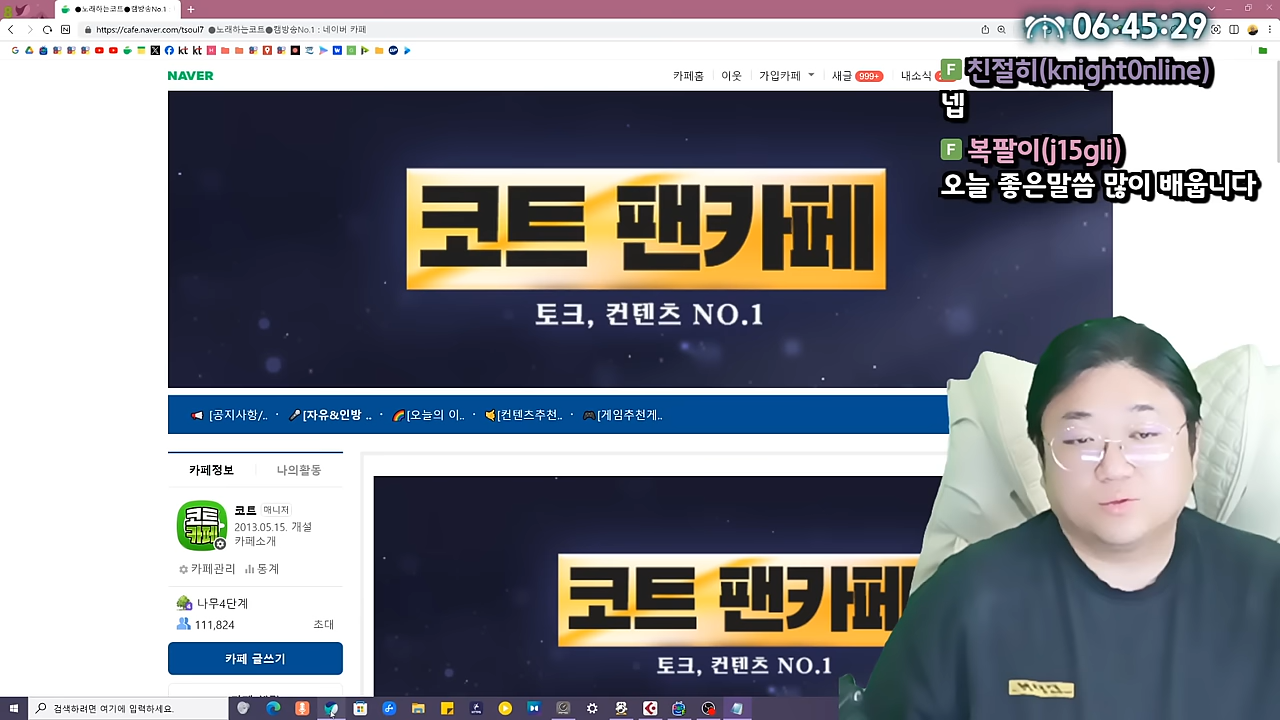 ●노래하는코트●캠방송No.1 :
06:45:29
https://cafe.naver.com/tsoul7 ●노래하는코트●캠방송No.1 : 네이버 카페
NAVER
카페홈 이웃 가입카페 새글 999+ 내소식
F 친절히(knight0nline)
넵
F 복팔이(j15gli)
오늘 좋은말씀 많이 배웁니다
코트 팬카페
토크, 컨텐츠 NO.1
[공지사항/.. · [자유&인방 .. · [오늘의 이.. · [컨텐츠추천.. · [게임추천게..
카페정보 나의활동
코트카페
코트 매니저
2013.05.15. 개설
카페소개
카페관리 통계
나무4단계
111,824 초대
카페 글쓰기
코트 팬카페
토크, 컨텐츠 NO.1
검색하려면 여기에 입력하세요.